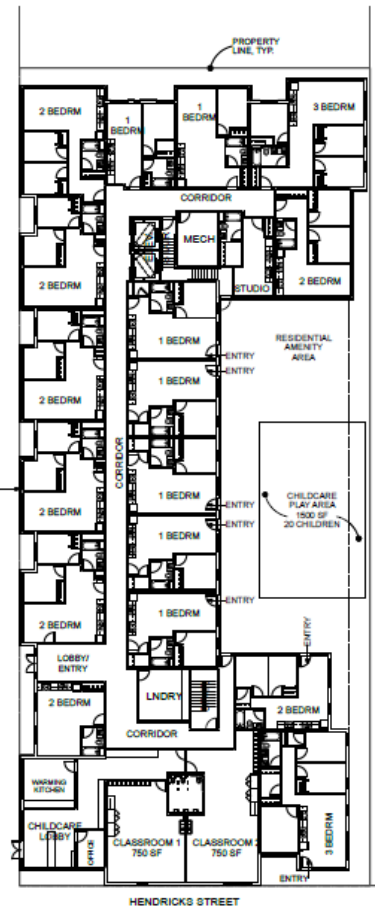 PROPERTY
LINE, TYP.
2 BEDRM
1
BEDRM
1
BEDRM
3 BEDRM
CORRIDOR
ELEV
MECH
2 BEDRM
STUDIO
2 BEDRM
1 BEDRM
RESIDENTIAL
AMENITY
AREA
ENTRY
ENTRY
1 BEDRM
2 BEDRM
CORRIDOR
CHILDCARE
PLAY AREA
1500 SF
20 CHILDREN
1 BEDRM
ENTRY
2 BEDRM
ENTRY
1 BEDRM
ENTRY
2 BEDRM
1 BEDRM
ENTRY
LOBBY/
ENTRY
2 BEDRM
LNDRY
2 BEDRM
CORRIDOR
WARMING
KITCHEN
CHILDCARE
LOBBY
OFFICE
CLASSROOM 1
750 SF
CLASSROOM 2
750 SF
3 BEDRM
ENTRY
HENDRICKS STREET